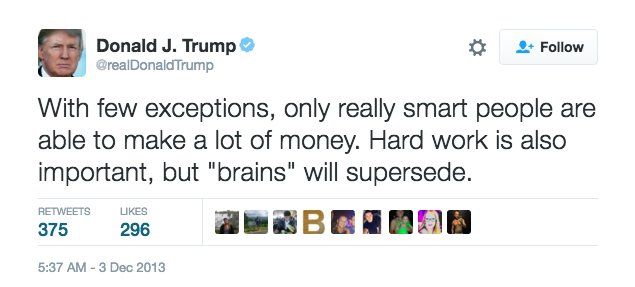 Donald J. Trump
@realDonaldTrump
Follow
With few exceptions, only really smart people are
able to make a lot of money. Hard work is also
important, but "brains" will supersede.
RETWEETS LIKES
375 296
B
5:37 AM - 3 Dec 2013